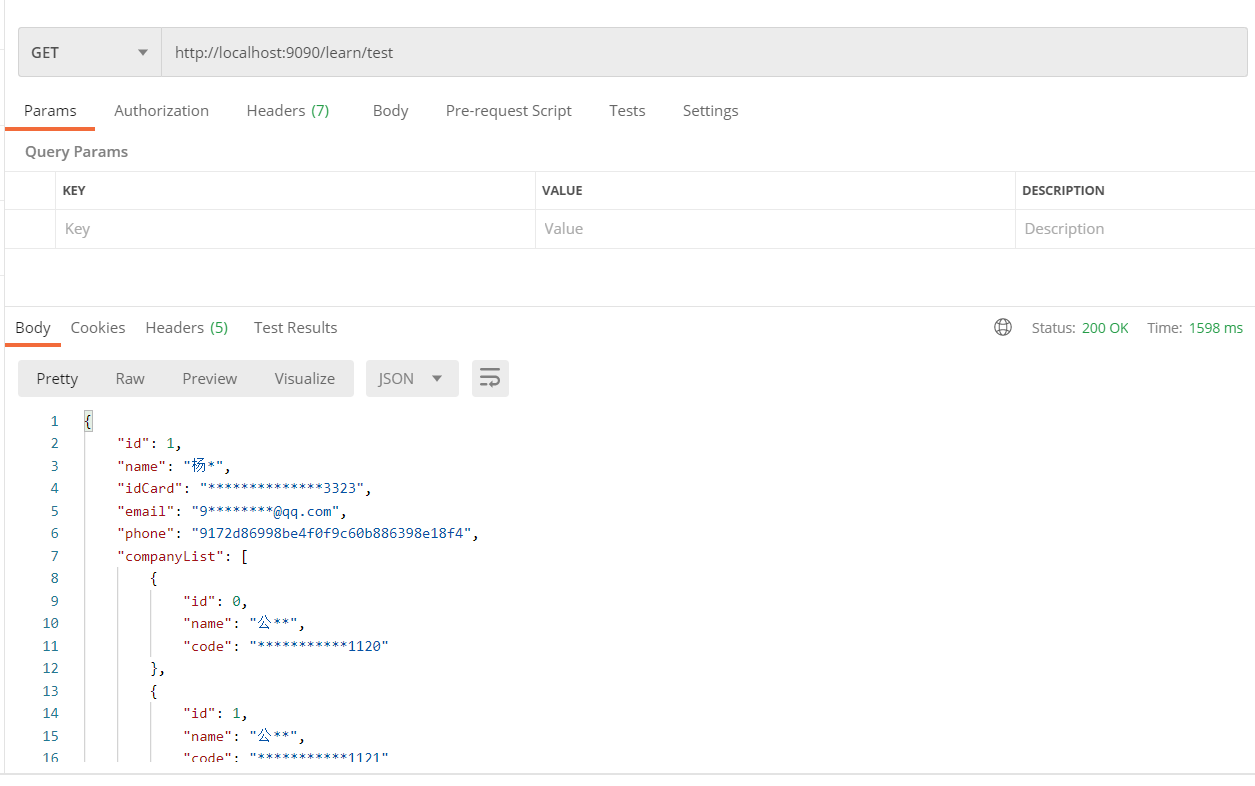 GET http://localhost:9090/learn/test
Params Authorization Headers (7) Body Pre-request Script Tests Settings
Query Params
KEY VALUE DESCRIPTION
Key Value Description
Body Cookies Headers (5) Test Results Status: 200 OK Time: 1598 ms
Pretty Raw Preview Visualize JSON
1 {
2 "id": 1,
3 "name": "杨*",
4 "idCard": "**************3323",
5 "email": "9********@qq.com",
6 "phone": "9172d86998be4f0f9c60b886398e18f4",
7 "companyList": [
8 {
9 "id": 0,
10 "name": "公**",
11 "code": "***********1120"
12 },
13 {
14 "id": 1,
15 "name": "公**",
16 "code": "***********1121"